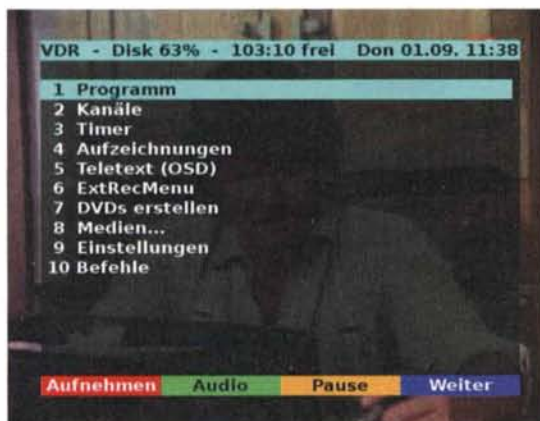 VDR - Disk 63% - 103:10 frei Don 01.09. 11:38
1 Programm
2 Kanäle
3 Timer
4 Aufzeichnungen
5 Teletext (OSD)
6 ExtRecMenu
7 DVDs erstellen
8 Medien...
9 Einstellungen
10 Befehle
Aufnehmen Audio Pause Weiter